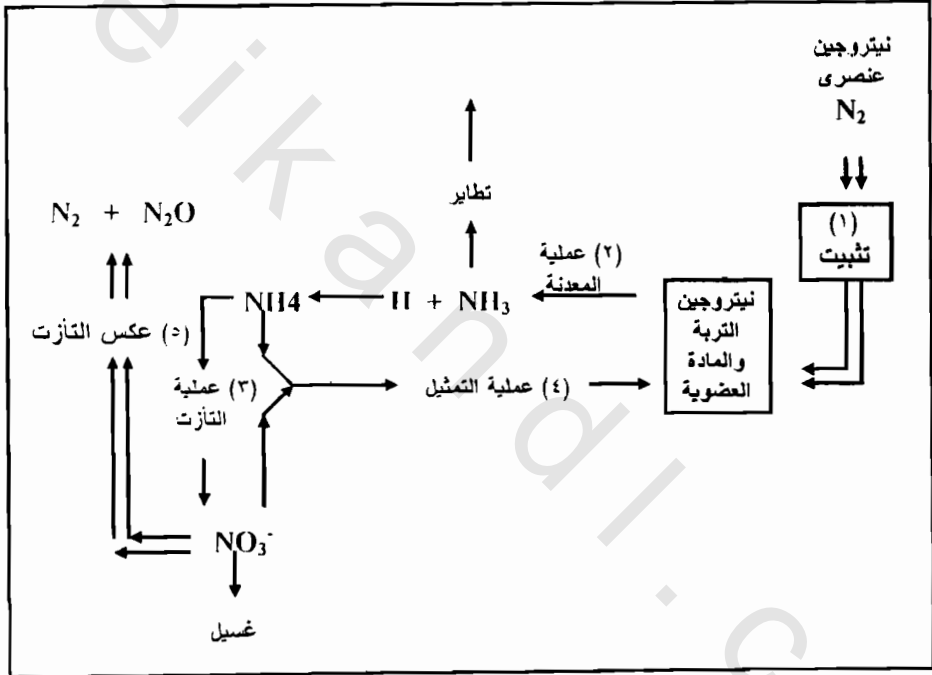 نيتروجين
عنصرى
N₂
(١)
تثبيت
نيتروجين
التربة
والمادة
العضوية
(٢) عملية
المعدنة
H + NH₃
تطاير
NH4
(٣) عملية
التأزت
(٤) عملية التمثيل
NO₃⁻
غسيل
(٥) عكس التأزت
N₂ + N₂O
eikandl.c